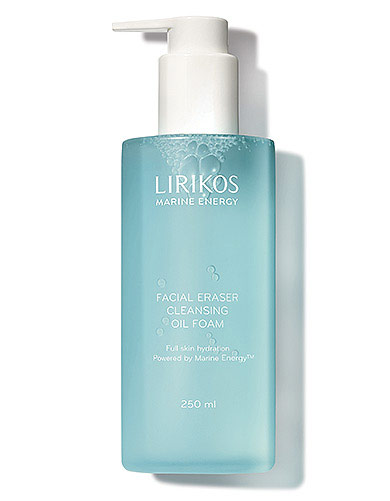 LIRIKOS
MARINE ENERGY
FACIAL ERASER
CLEANSING
OIL FOAM
Full skin hydration
Powered by Marine Energy™
250 ml